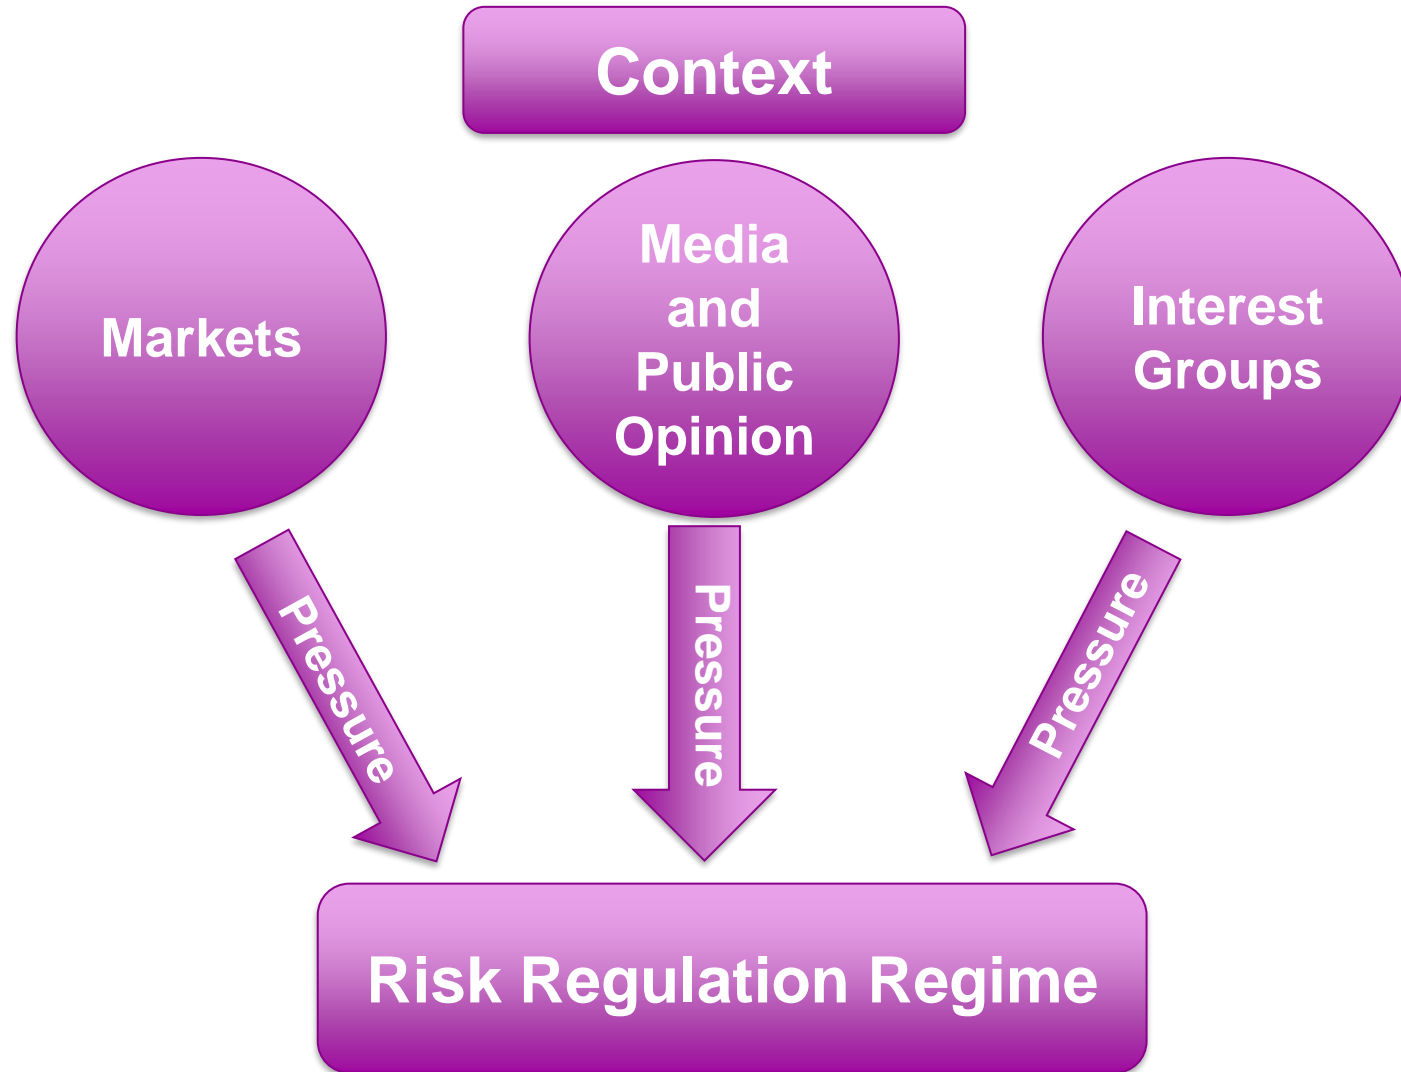 Context
Markets
Media
and
Public
Opinion
Interest
Groups
Pressure
Pressure
Pressure
Risk Regulation Regime